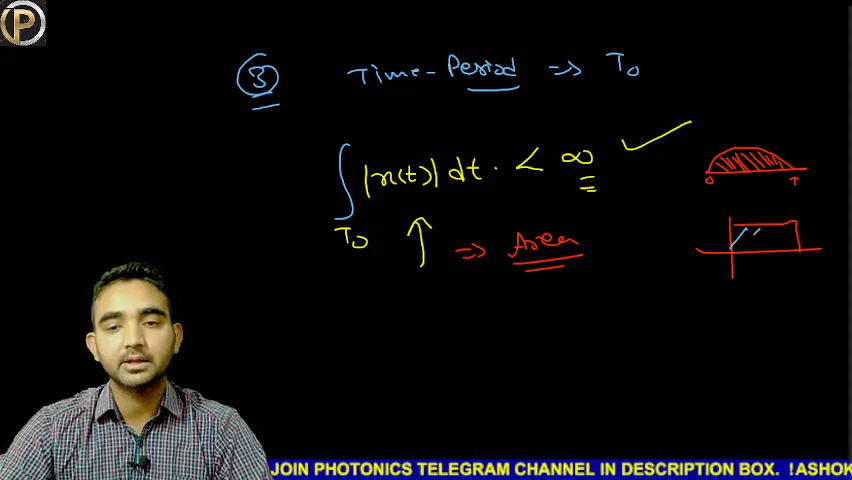 P
③ Time-Period => T0
∫T0 |x(t)| dt. < ∞ ✓
=> Area
0 T
JOIN PHOTONICS TELEGRAM CHANNEL IN DESCRIPTION BOX. !ASHOK